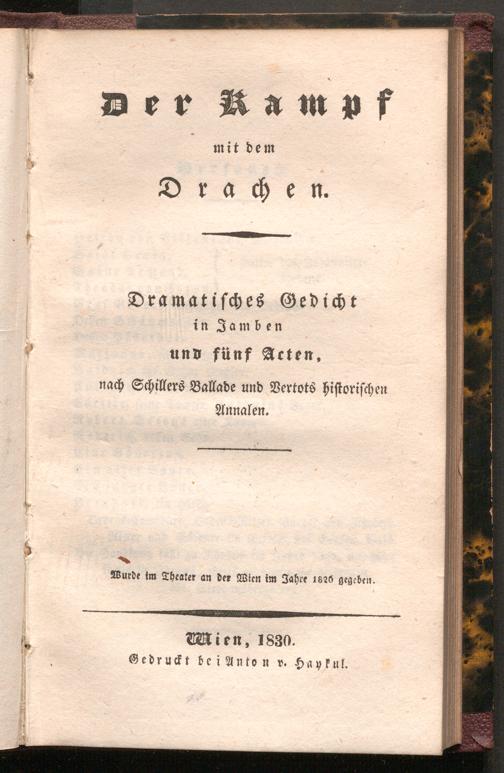 Der Kampf
mit dem
Drachen.
Dramatisches Gedicht
in Jamben
und fünf Acten,
nach Schillers Ballade und Vertots historischen
Annalen.
Wurde im Theater an der Wien im Jahre 1826 gegeben.
Wien, 1830.
Gedruckt bei Anton v. Haykul.